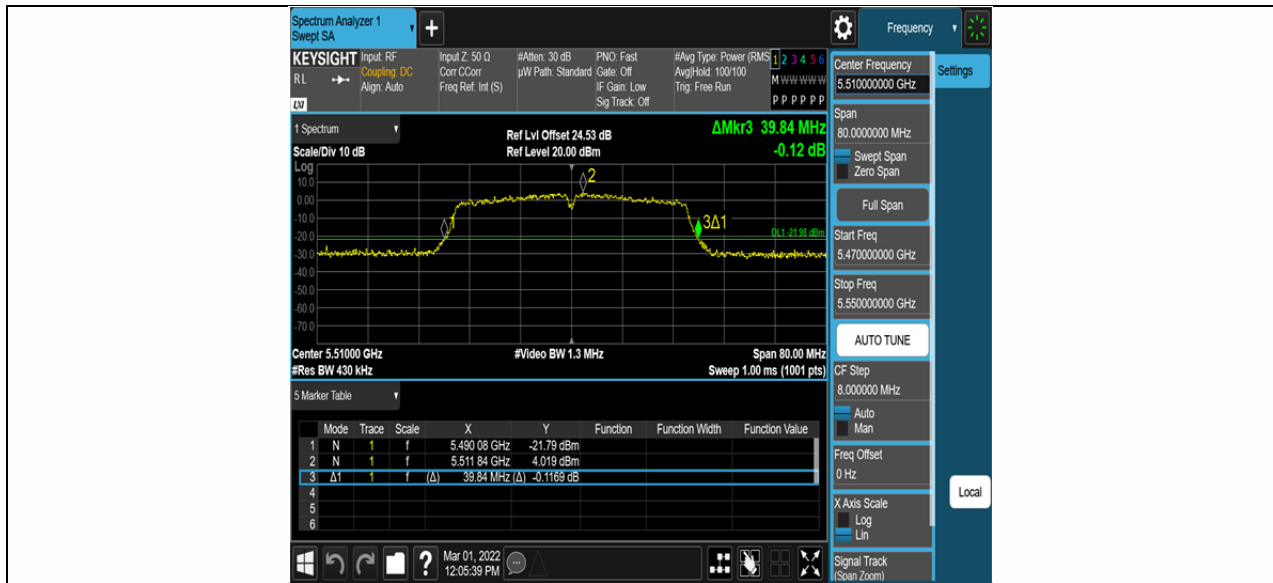 Spectrum Analyzer 1
Swept SA
+
Frequency
KEYSIGHT
RL
LXI
Input: RF
Coupling: DC
Align: Auto
Input Z: 50 Ω
Corr CCorr
Freq Ref: Int (S)
#Atten: 30 dB
µW Path: Standard
PNO: Fast
Gate: Off
IF Gain: Low
Sig Track: Off
#Avg Type: Power (RMS
Avg|Hold: 100/100
Trig: Free Run
1 2 3 4 5 6
M W W W W W
P P P P P P
1 Spectrum
Scale/Div 10 dB
Ref Lvl Offset 24.53 dB
Ref Level 20.00 dBm
ΔMkr3 39.84 MHz
-0.12 dB
Log
10.0
0.00
-10.0
-20.0
-30.0
-40.0
-50.0
-60.0
-70.0
1
2
3Δ1
DL1 -21.98 dBm
Center 5.51000 GHz
#Res BW 430 kHz
#Video BW 1.3 MHz
Span 80.00 MHz
Sweep 1.00 ms (1001 pts)
5 Marker Table
Mode Trace Scale X Y Function Function Width Function Value
1 N 1 f 5.490 08 GHz -21.79 dBm
2 N 1 f 5.511 84 GHz 4.019 dBm
3 Δ1 1 f (Δ) 39.84 MHz (Δ) -0.1169 dB
4
5
6
?
Mar 01, 2022
12:05:39 PM
Center Frequency
5.510000000 GHz
Span
80.0000000 MHz
Swept Span
Zero Span
Full Span
Start Freq
5.470000000 GHz
Stop Freq
5.550000000 GHz
AUTO TUNE
CF Step
8.000000 MHz
Auto
Man
Freq Offset
0 Hz
X Axis Scale
Log
Lin
Signal Track
(Span Zoom)
Settings
Local